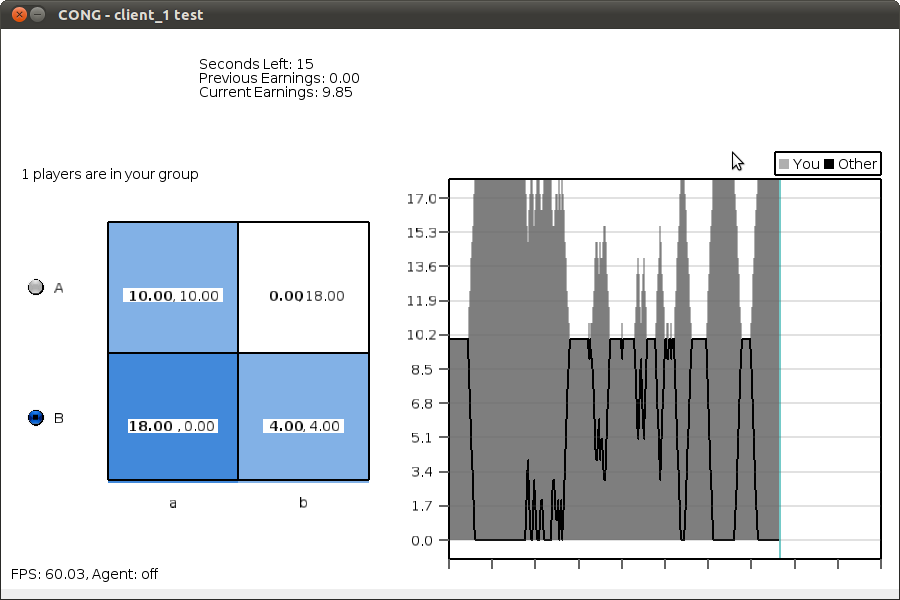 CONG - client_1 test
Seconds Left: 15
Previous Earnings: 0.00
Current Earnings: 9.85
1 players are in your group
You Other
A
10.00, 10.00
0.00 18.00
B
18.00 , 0.00
4.00, 4.00
a b
17.0
15.3
13.6
11.9
10.2
8.5
6.8
5.1
3.4
1.7
0.0
FPS: 60.03, Agent: off